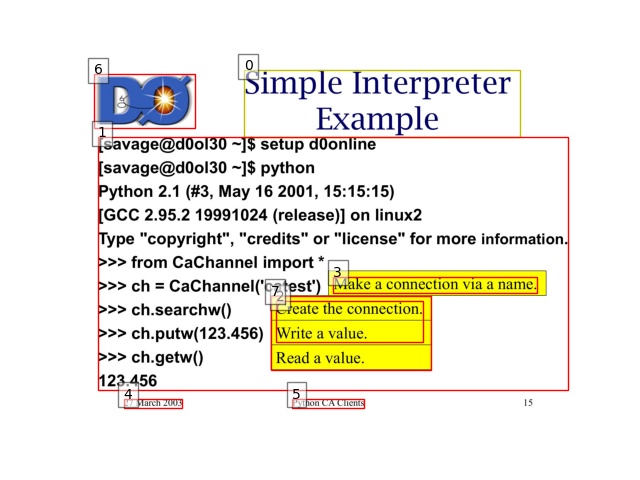 Simple Interpreter
Example
[savage@d0ol30 ~]$ setup d0online
[savage@d0ol30 ~]$ python
Python 2.1 (#3, May 16 2001, 15:15:15)
[GCC 2.95.2 19991024 (release)] on linux2
Type "copyright", "credits" or "license" for more information.
>>> from CaChannel import *
>>> ch = CaChannel('catest') Make a connection via a name.
>>> ch.searchw() Create the connection.
>>> ch.putw(123.456) Write a value.
>>> ch.getw() Read a value.
123.456
27 March 2003 Python CA Clients 15
0
1
2
3
4
5
6
7